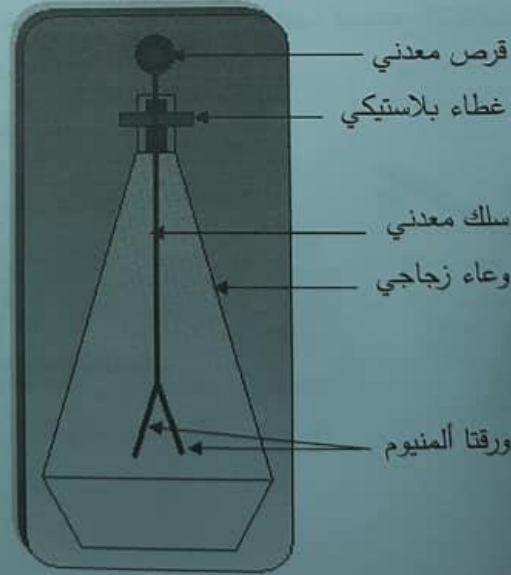 قرص معدني
غطاء بلاستيكي
سلك معدني
وعاء زجاجي
ورقتا ألمنيوم